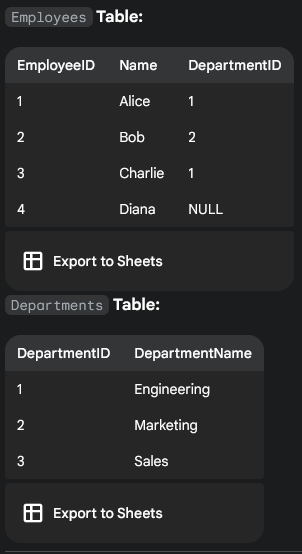 Employees Table:
EmployeeID Name DepartmentID
1 Alice 1
2 Bob 2
3 Charlie 1
4 Diana NULL
Export to Sheets
Departments Table:
DepartmentID DepartmentName
1 Engineering
2 Marketing
3 Sales
Export to Sheets